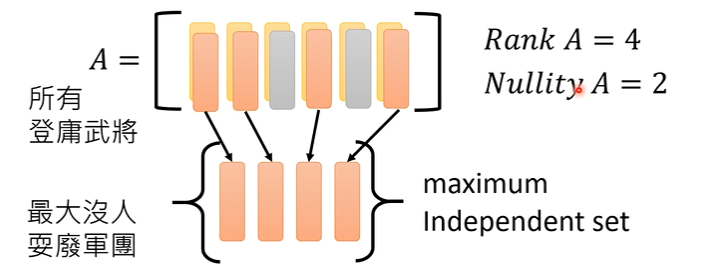 A =
Rank A = 4
Nullity A = 2
所有
登庸武將
最大沒人
耍廢軍團
maximum
Independent set